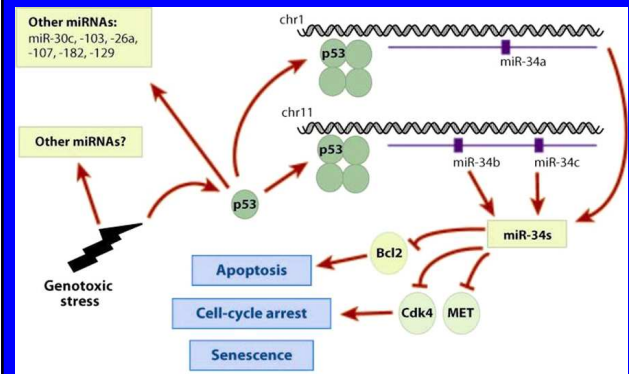 Other miRNAs:
miR-30c, -103, -26a,
-107, -182, -129
chr1
p53
miR-34a
chr11
Other miRNAs?
p53
miR-34b
miR-34c
p53
miR-34s
Bcl2
Apoptosis
Genotoxic
stress
Cell-cycle arrest
Cdk4
MET
Senescence